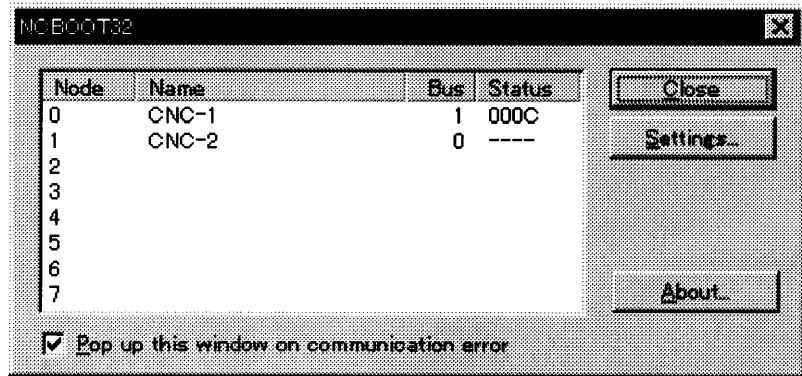 NCBOOT32
Node Name Bus Status
0 CNC-1 1 000C
1 CNC-2 0 ----
2
3
4
5
6
7
Close
Settings...
About...
Pop up this window on communication error